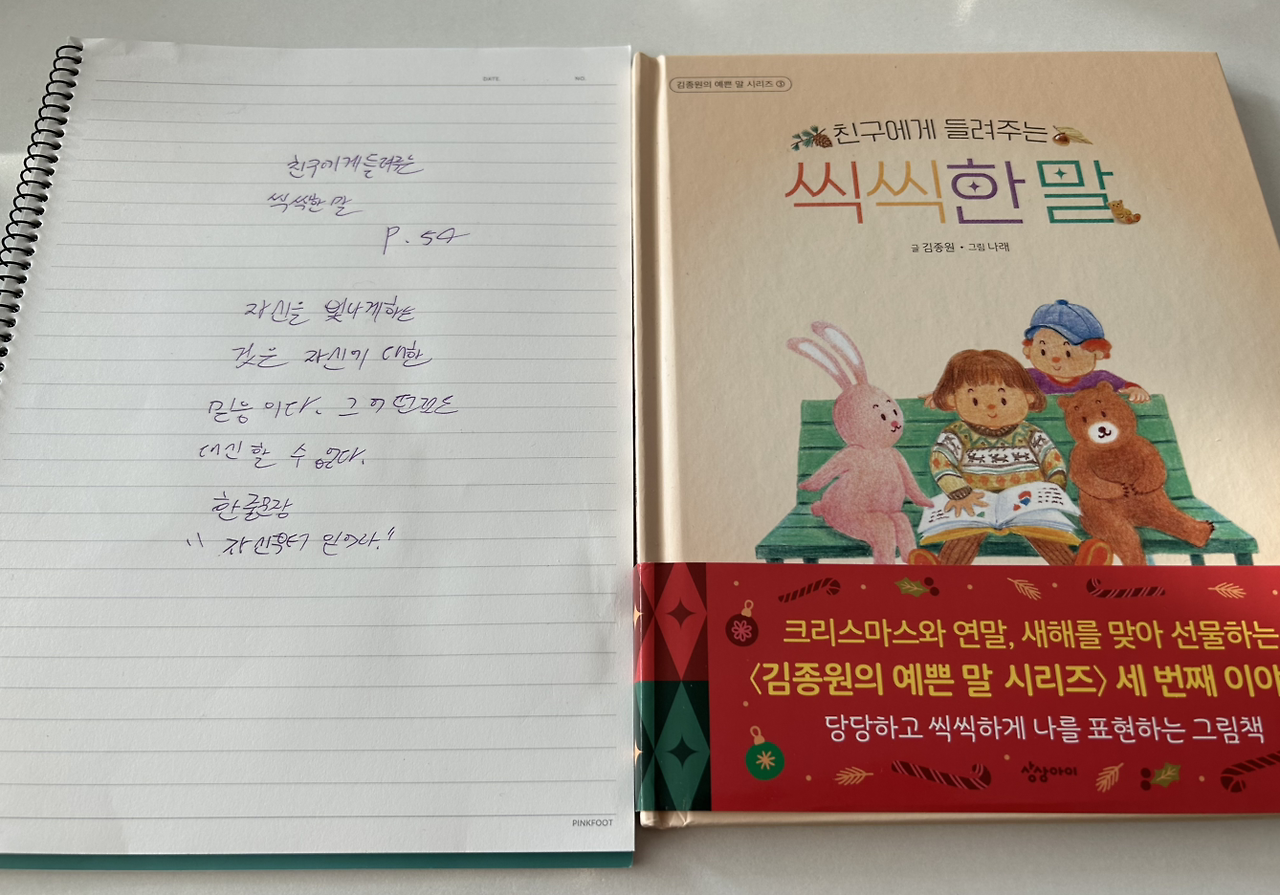 DATE. NO.
친구에게 들려주는
씩씩한 말
P. 54
자신을 빛나게하는
것은 자신에 대한
믿음이다. 그 어떤
대신 할 수 없다.
한줄문장
"자신부터 믿어라."
PINKFOOT
김종원의 예쁜 말 시리즈 ③
친구에게 들려주는
씩씩한 말
글 김종원 • 그림 나래
크리스마스와 연말, 새해를 맞아 선물하는
〈김종원의 예쁜 말 시리즈〉 세 번째 이야
당당하고 씩씩하게 나를 표현하는 그림책
상상아이